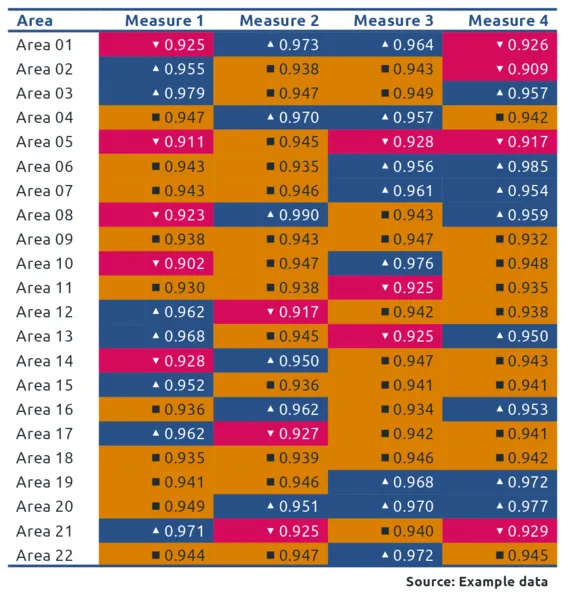 Area Measure 1 Measure 2 Measure 3 Measure 4
Area 01 ▼ 0.925 ▲ 0.973 ▲ 0.964 ▼ 0.926
Area 02 ▲ 0.955 ■ 0.938 ■ 0.943 ▼ 0.909
Area 03 ▲ 0.979 ■ 0.947 ■ 0.949 ▲ 0.957
Area 04 ■ 0.947 ▲ 0.970 ▲ 0.957 ■ 0.942
Area 05 ▼ 0.911 ■ 0.945 ▼ 0.928 ▼ 0.917
Area 06 ■ 0.943 ■ 0.935 ▲ 0.956 ▲ 0.985
Area 07 ■ 0.943 ■ 0.946 ▲ 0.961 ▲ 0.954
Area 08 ▼ 0.923 ▲ 0.990 ■ 0.943 ▲ 0.959
Area 09 ■ 0.938 ■ 0.943 ■ 0.947 ■ 0.932
Area 10 ▼ 0.902 ■ 0.947 ▲ 0.976 ■ 0.948
Area 11 ■ 0.930 ■ 0.938 ▼ 0.925 ■ 0.935
Area 12 ▲ 0.962 ▼ 0.917 ■ 0.942 ■ 0.938
Area 13 ▲ 0.968 ■ 0.945 ▼ 0.925 ▲ 0.950
Area 14 ▼ 0.928 ▲ 0.950 ■ 0.947 ■ 0.943
Area 15 ▲ 0.952 ■ 0.936 ■ 0.941 ■ 0.941
Area 16 ■ 0.936 ▲ 0.962 ■ 0.934 ▲ 0.953
Area 17 ▲ 0.962 ▼ 0.927 ■ 0.942 ■ 0.941
Area 18 ■ 0.935 ■ 0.939 ■ 0.946 ■ 0.942
Area 19 ■ 0.941 ■ 0.946 ▲ 0.968 ▲ 0.972
Area 20 ■ 0.949 ▲ 0.951 ▲ 0.970 ▲ 0.977
Area 21 ▲ 0.971 ▼ 0.925 ■ 0.940 ▼ 0.929
Area 22 ■ 0.944 ■ 0.947 ▲ 0.972 ■ 0.945
Source: Example data